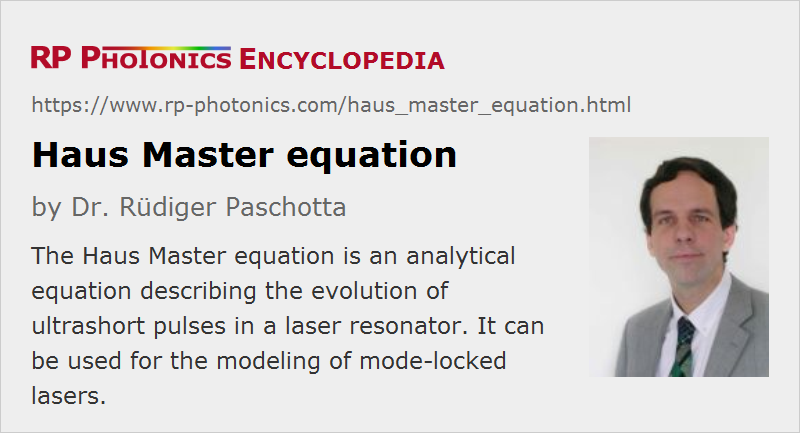 RP PHOTONICS ENCYCLOPEDIA
https://www.rp-photonics.com/haus_master_equation.html
Haus Master equation
by Dr. Rüdiger Paschotta
The Haus Master equation is an analytical
equation describing the evolution of
ultrashort pulses in a laser resonator. It can
be used for the modeling of mode-locked
lasers.